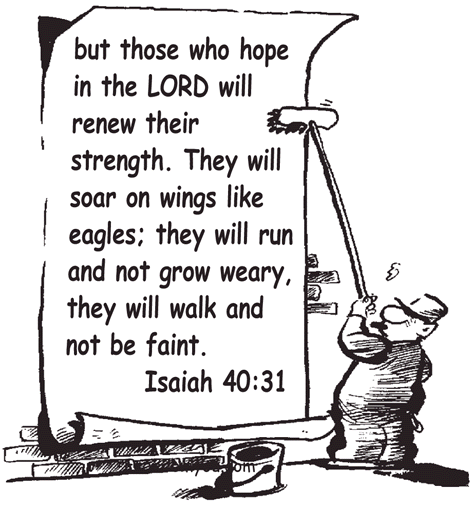 but those who hope
in the LORD will
renew their
strength. They will
soar on wings like
eagles; they will run
and not grow weary,
they will walk and
not be faint.
Isaiah 40:31